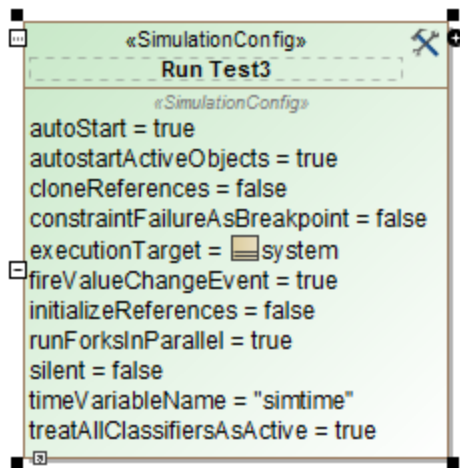 «SimulationConfig»
Run Test3
«SimulationConfig»
autoStart = true
autostartActiveObjects = true
cloneReferences = false
constraintFailureAsBreakpoint = false
executionTarget = system
fireValueChangeEvent = true
initializeReferences = false
runForksInParallel = true
silent = false
timeVariableName = "simtime"
treatAllClassifiersAsActive = true